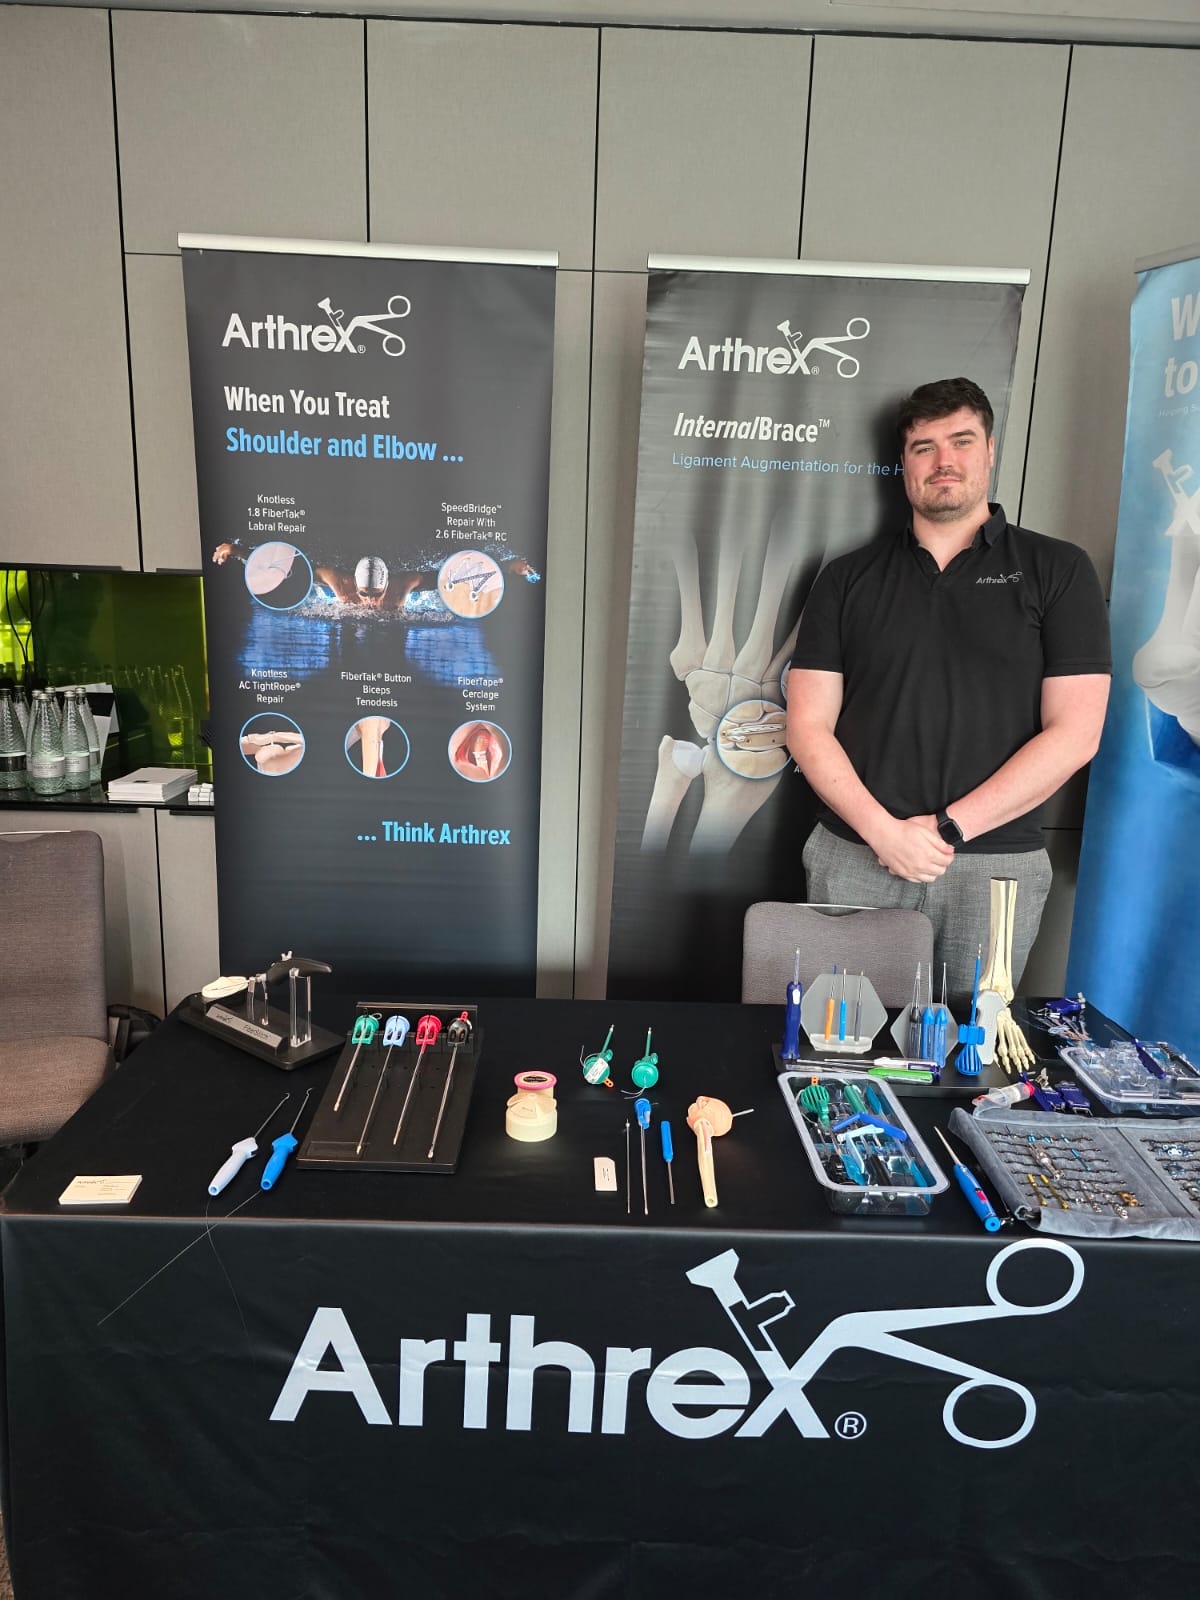 Arthrex®
When You Treat
Shoulder and Elbow ...
Knotless
1.8 FiberTak®
Labral Repair
SpeedBridge™
Repair With
2.6 FiberTak® RC
Knotless
AC TightRope®
Repair
FiberTak® Button
Biceps
Tenodesis
FiberTape®
Cerclage
System
... Think Arthrex
Arthrex®
InternalBrace™
Ligament Augmentation for the H
Arthrex
W
to
Helping
Arthrex®